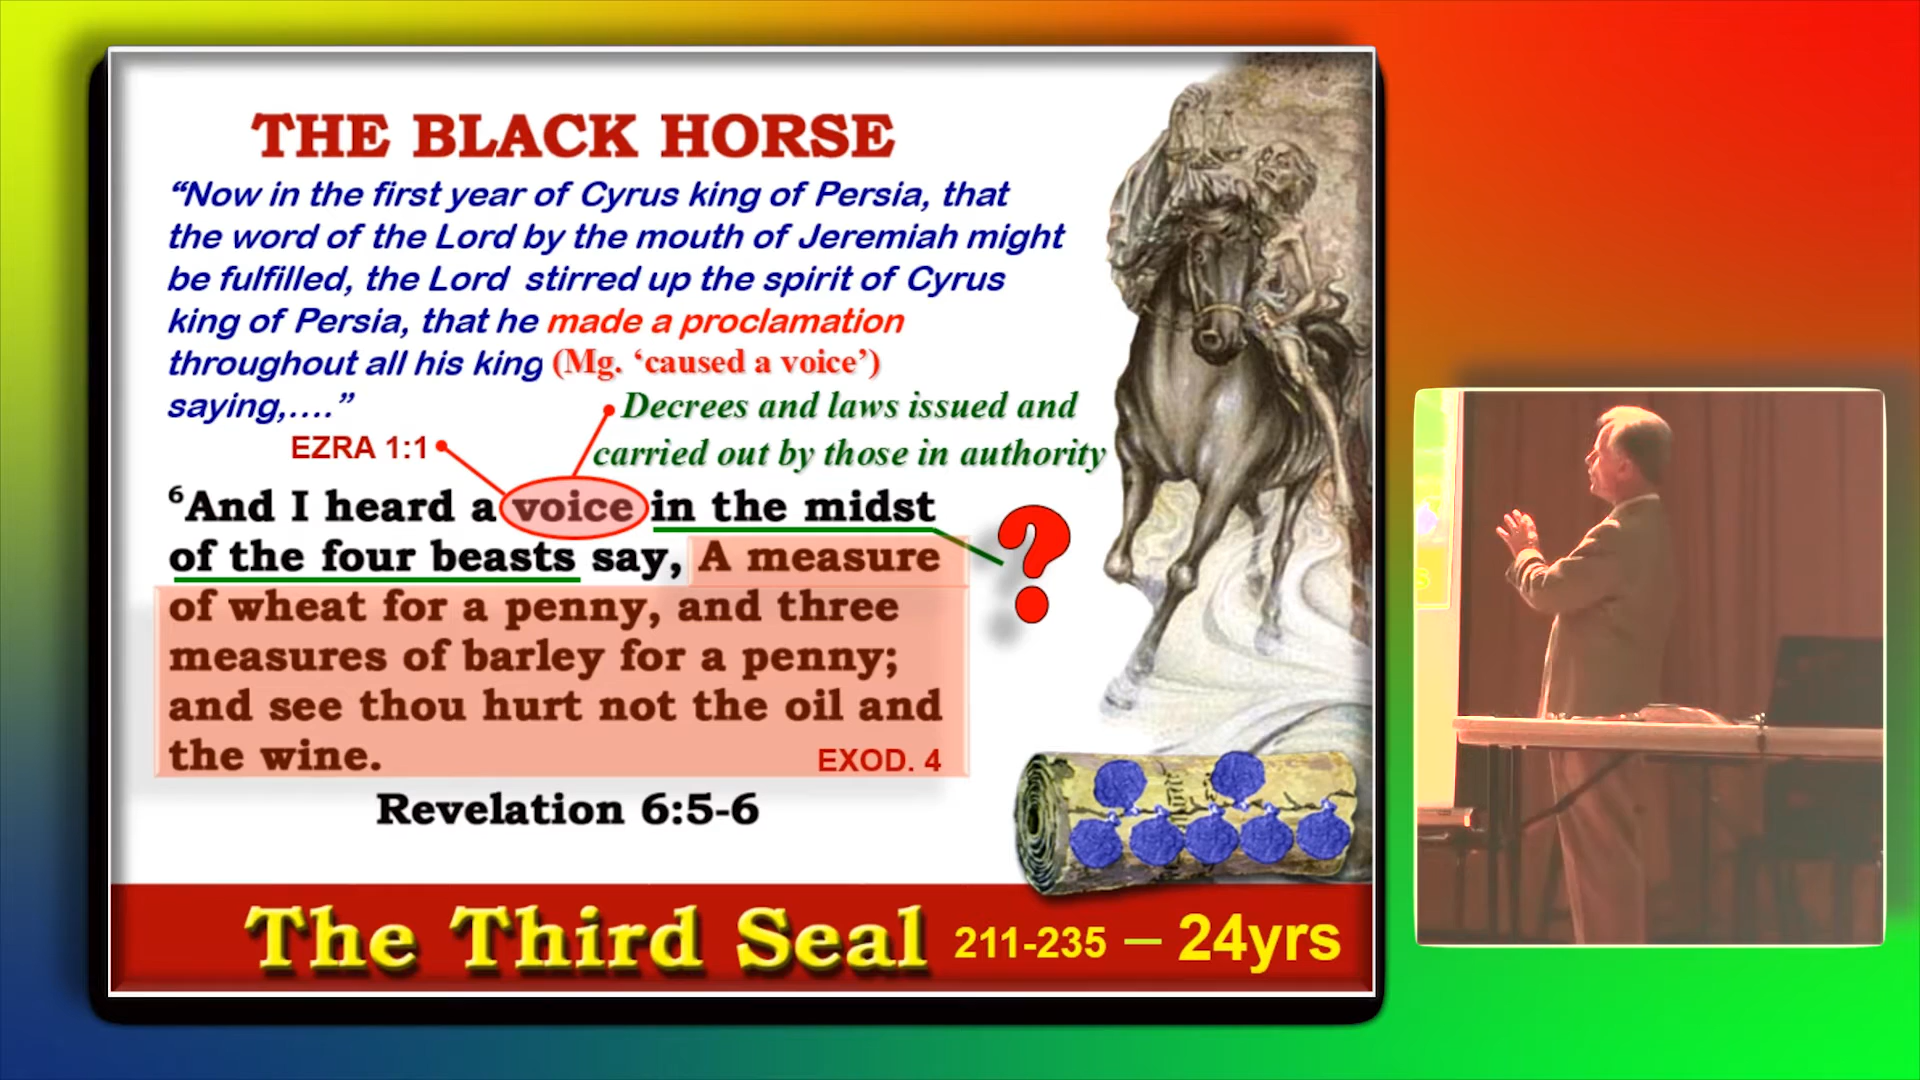 THE BLACK HORSE
“Now in the first year of Cyrus king of Persia, that
the word of the Lord by the mouth of Jeremiah might
be fulfilled, the Lord stirred up the spirit of Cyrus
king of Persia, that he made a proclamation
throughout all his king (Mg. ‘caused a voice’)
saying,....”
Decrees and laws issued and
carried out by those in authority
EZRA 1:1
6And I heard a voice in the midst
of the four beasts say, A measure
of wheat for a penny, and three
measures of barley for a penny;
and see thou hurt not the oil and
the wine.
EXOD. 4
?
Revelation 6:5-6
The Third Seal 211-235 – 24yrs